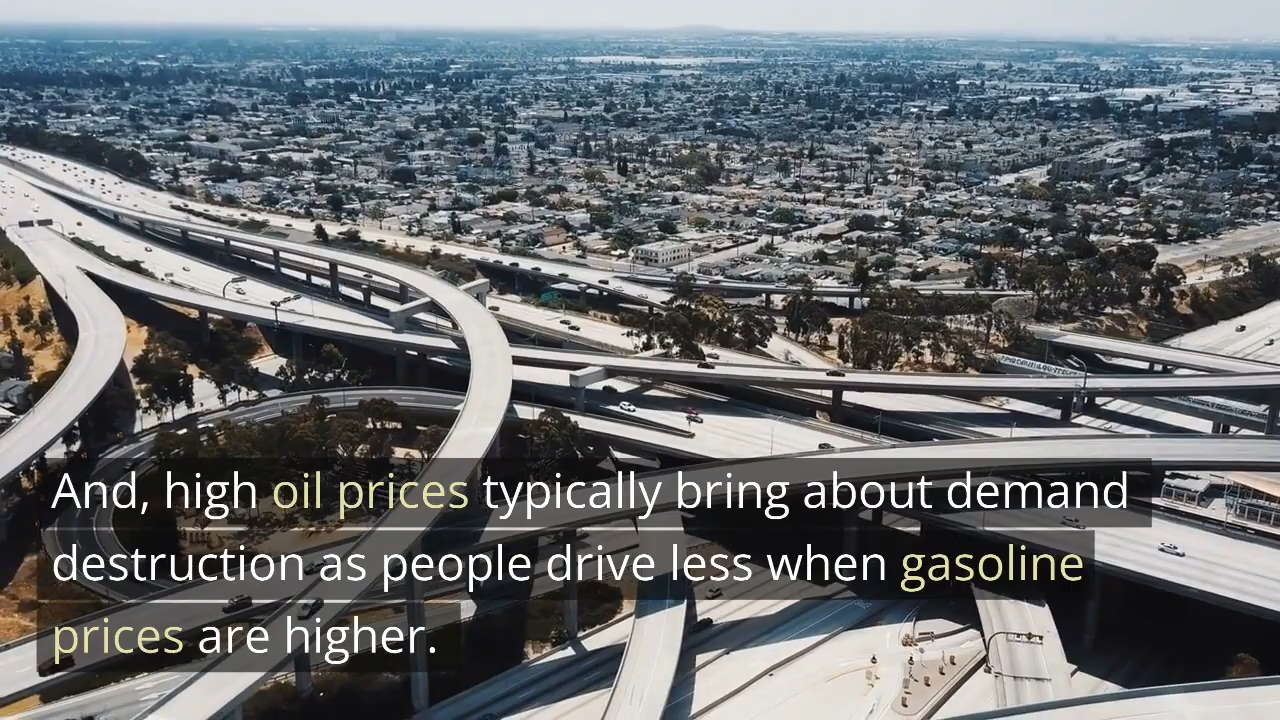 And, high oil prices typically bring about demand
destruction as people drive less when gasoline
prices are higher.